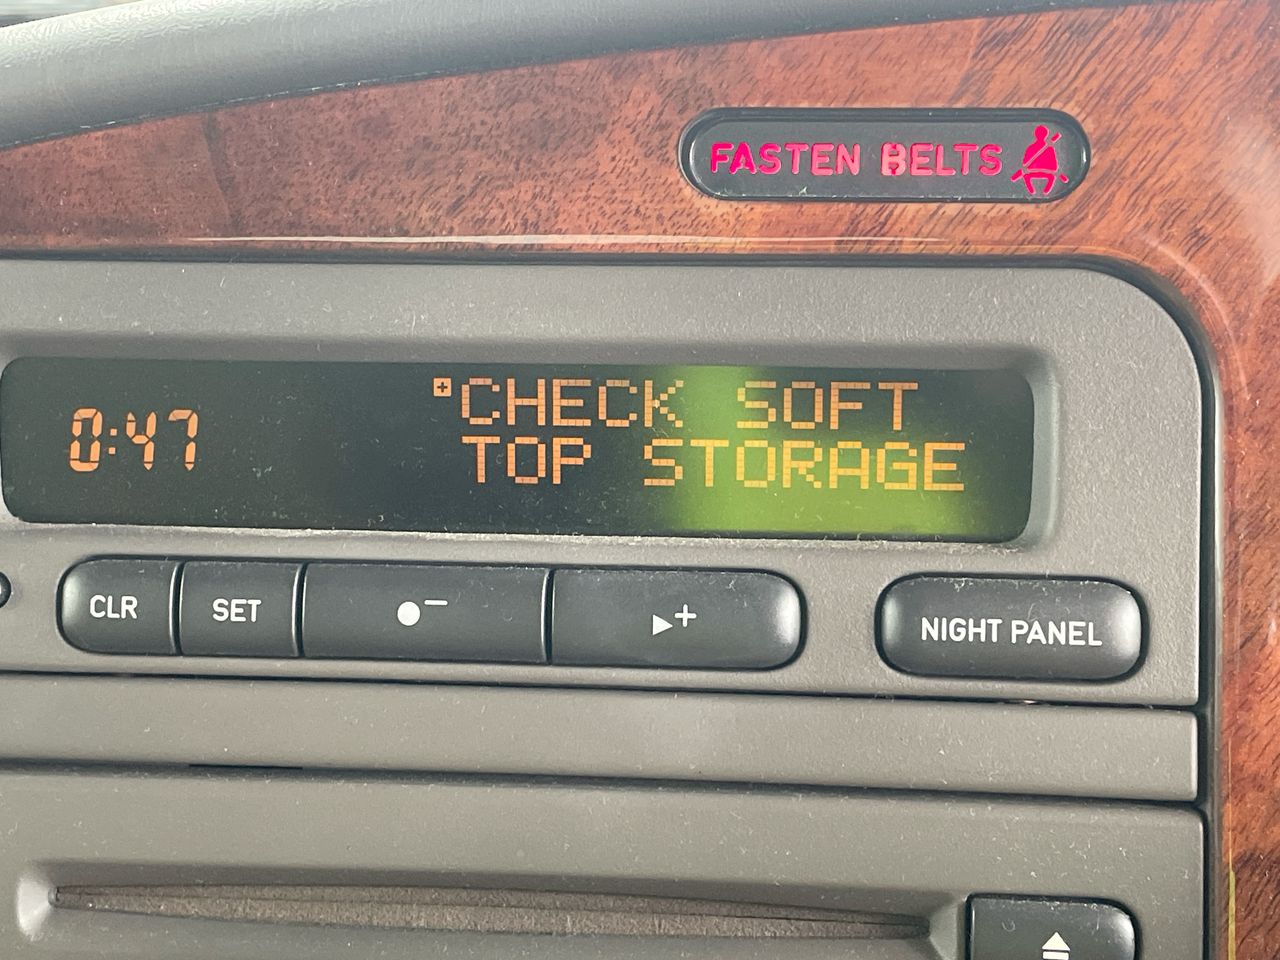 FASTEN BELTS
0:47
CHECK SOFT
TOP STORAGE
CLR
SET
−
+
NIGHT PANEL